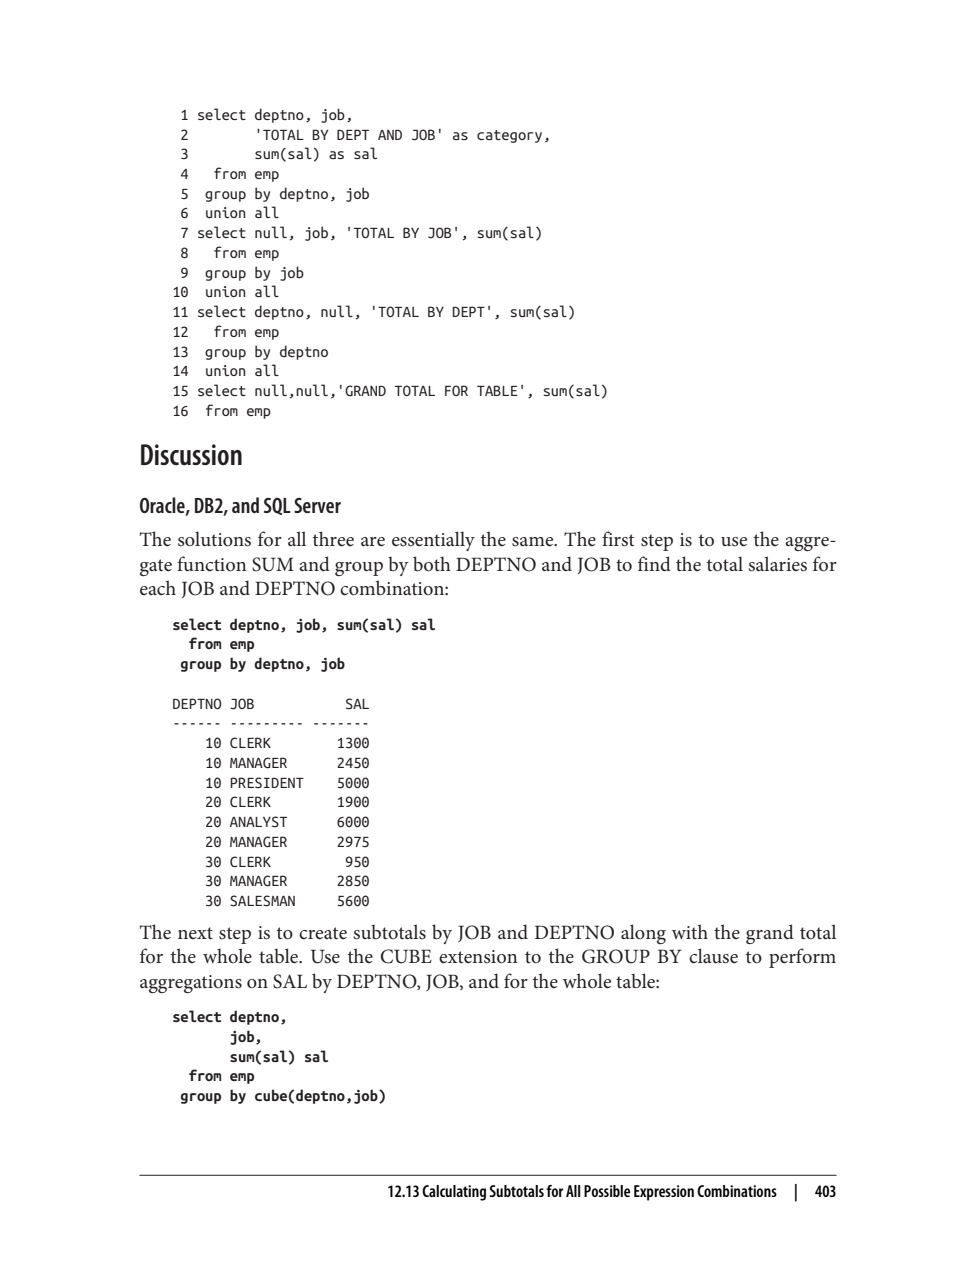 1 select deptno, job,
2        'TOTAL BY DEPT AND JOB' as category,
3        sum(sal) as sal
4   from emp
5  group by deptno, job
6  union all
7 select null, job, 'TOTAL BY JOB', sum(sal)
8   from emp
9  group by job
10  union all
11 select deptno, null, 'TOTAL BY DEPT', sum(sal)
12   from emp
13  group by deptno
14  union all
15 select null,null,'GRAND TOTAL FOR TABLE', sum(sal)
16  from emp
Discussion
Oracle, DB2, and SQL Server
The solutions for all three are essentially the same. The first step is to use the aggre-
gate function SUM and group by both DEPTNO and JOB to find the total salaries for
each JOB and DEPTNO combination:
select deptno, job, sum(sal) sal
  from emp
 group by deptno, job
DEPTNO JOB           SAL
------ --------- -------
    10 CLERK        1300
    10 MANAGER      2450
    10 PRESIDENT    5000
    20 CLERK        1900
    20 ANALYST      6000
    20 MANAGER      2975
    30 CLERK         950
    30 MANAGER      2850
    30 SALESMAN     5600
The next step is to create subtotals by JOB and DEPTNO along with the grand total
for the whole table. Use the CUBE extension to the GROUP BY clause to perform
aggregations on SAL by DEPTNO, JOB, and for the whole table:
select deptno,
       job,
       sum(sal) sal
  from emp
 group by cube(deptno,job)
12.13 Calculating Subtotals for All Possible Expression Combinations | 403